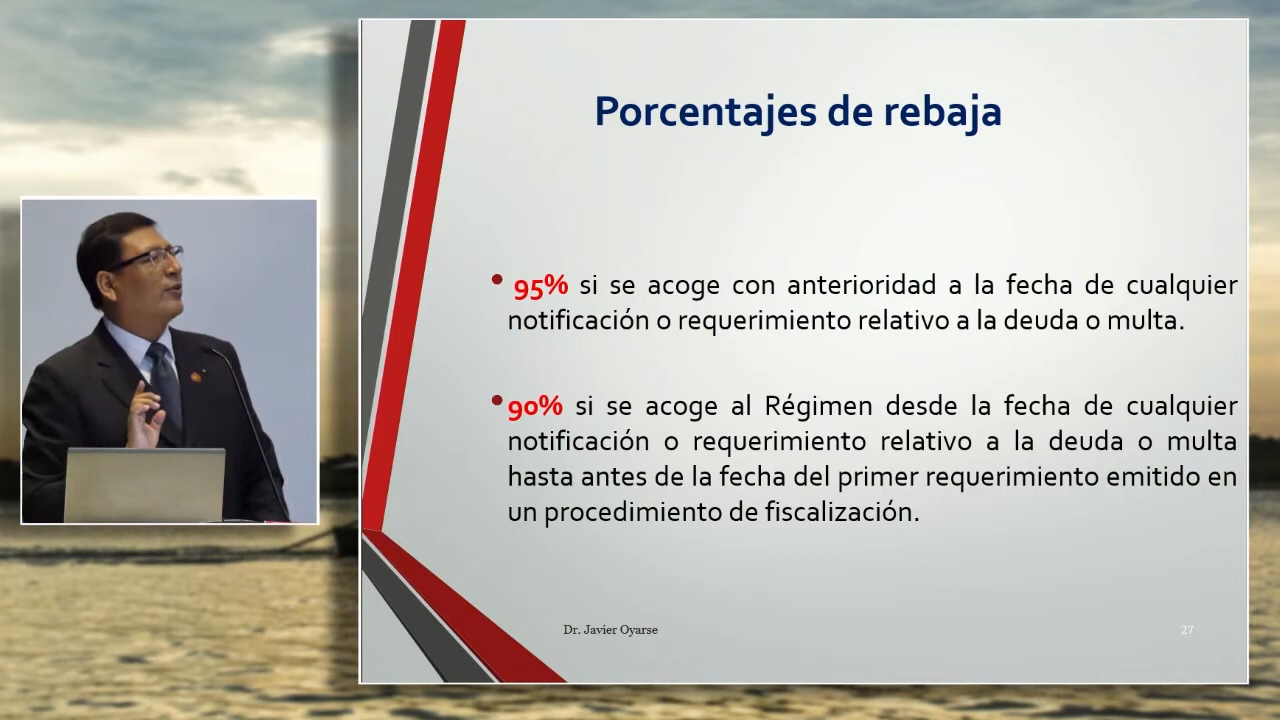 Porcentajes de rebaja
• 95% si se acoge con anterioridad a la fecha de cualquier
notificación o requerimiento relativo a la deuda o multa.
• 90% si se acoge al Régimen desde la fecha de cualquier
notificación o requerimiento relativo a la deuda o multa
hasta antes de la fecha del primer requerimiento emitido en
un procedimiento de fiscalización.
Dr. Javier Oyarse
27